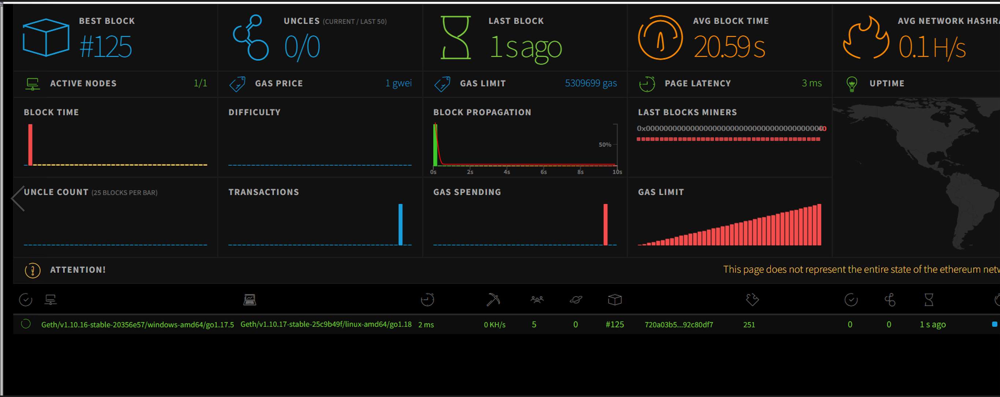 BEST BLOCK
#125
UNCLES (CURRENT / LAST 50)
0/0
LAST BLOCK
1 s ago
AVG BLOCK TIME
20.59 s
AVG NETWORK HASHRA
0.1 H/s
ACTIVE NODES 1/1
GAS PRICE 1 gwei
GAS LIMIT 5309699 gas
PAGE LATENCY 3 ms
UPTIME
BLOCK TIME
DIFFICULTY
BLOCK PROPAGATION
50%
0s 2s 4s 6s 8s 10s
LAST BLOCKS MINERS
UNCLE COUNT (25 BLOCKS PER BAR)
TRANSACTIONS
GAS SPENDING
GAS LIMIT
ATTENTION!
This page does not represent the entire state of the ethereum netw
Geth/v1.10.16-stable-20356e57/windows-amd64/go1.17.5 Geth/v1.10.17-stable-25c9b49f/linux-amd64/go1.18 2 ms 0 KH/s 5 0 #125 720a03b5...92c80df7 251 0 0 1 s ago